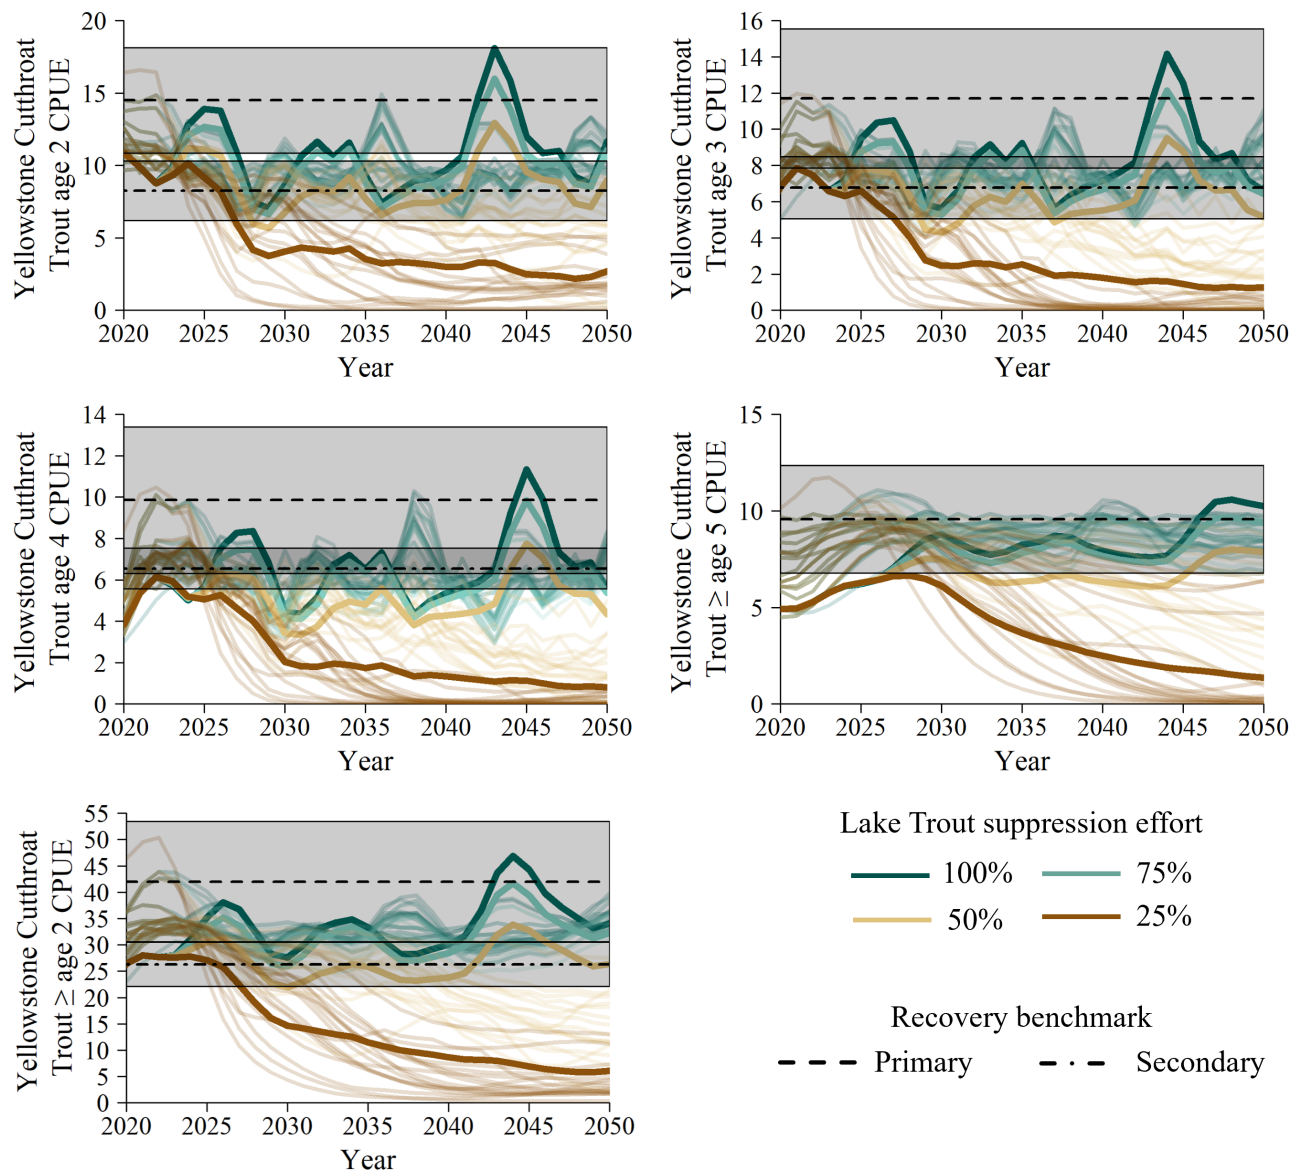 Yellowstone Cutthroat
Trout age 2 CPUE
20
15
10
5
0
2020 2025 2030 2035 2040 2045 2050
Year
Yellowstone Cutthroat
Trout age 3 CPUE
16
14
12
10
8
6
4
2
0
2020 2025 2030 2035 2040 2045 2050
Year
Yellowstone Cutthroat
Trout age 4 CPUE
14
12
10
8
6
4
2
0
2020 2025 2030 2035 2040 2045 2050
Year
Yellowstone Cutthroat
Trout ≥ age 5 CPUE
15
10
5
0
2020 2025 2030 2035 2040 2045 2050
Year
Yellowstone Cutthroat
Trout ≥ age 2 CPUE
55
50
45
40
35
30
25
20
15
10
5
0
2020 2025 2030 2035 2040 2045 2050
Year
Lake Trout suppression effort
100% 75%
50% 25%
Recovery benchmark
Primary Secondary